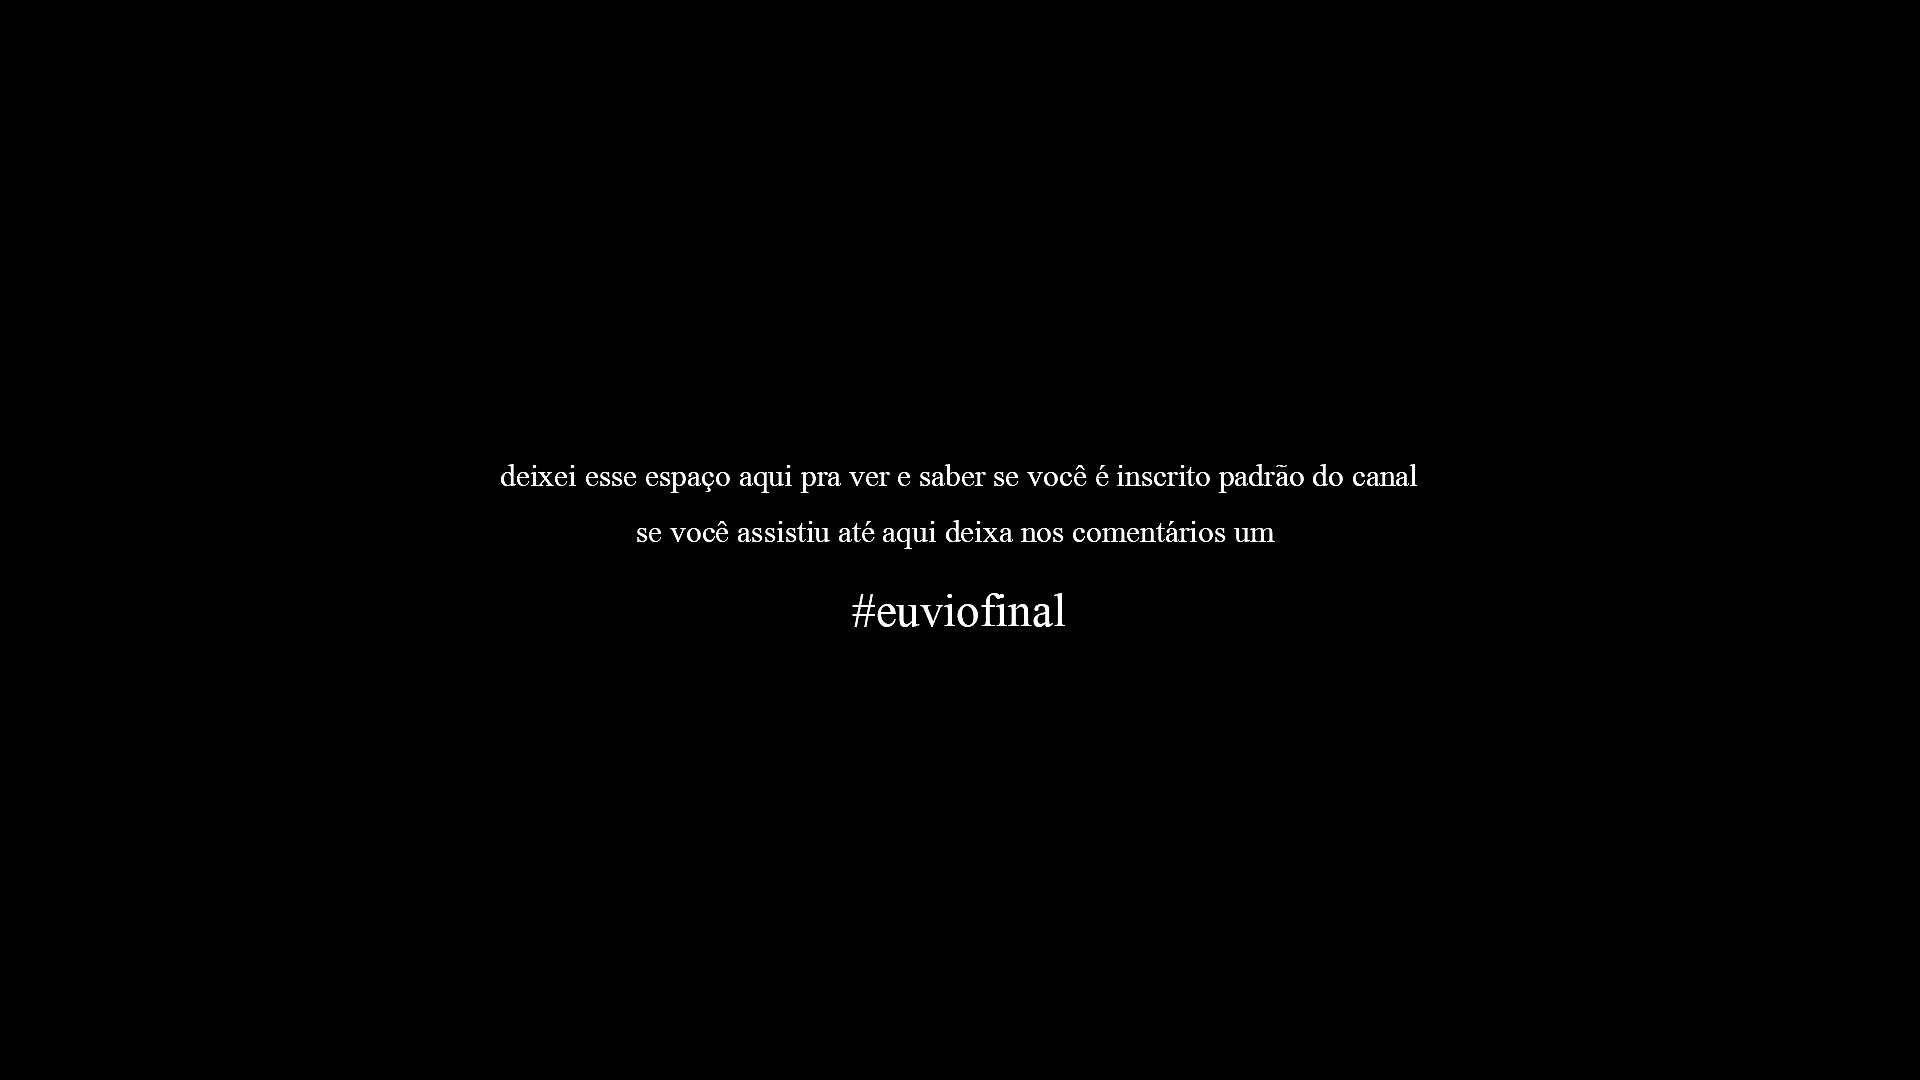 deixei esse espaço aqui pra ver e saber se você é inscrito padrão do canal
se você assistiu até aqui deixa nos comentários um
#euviofinal